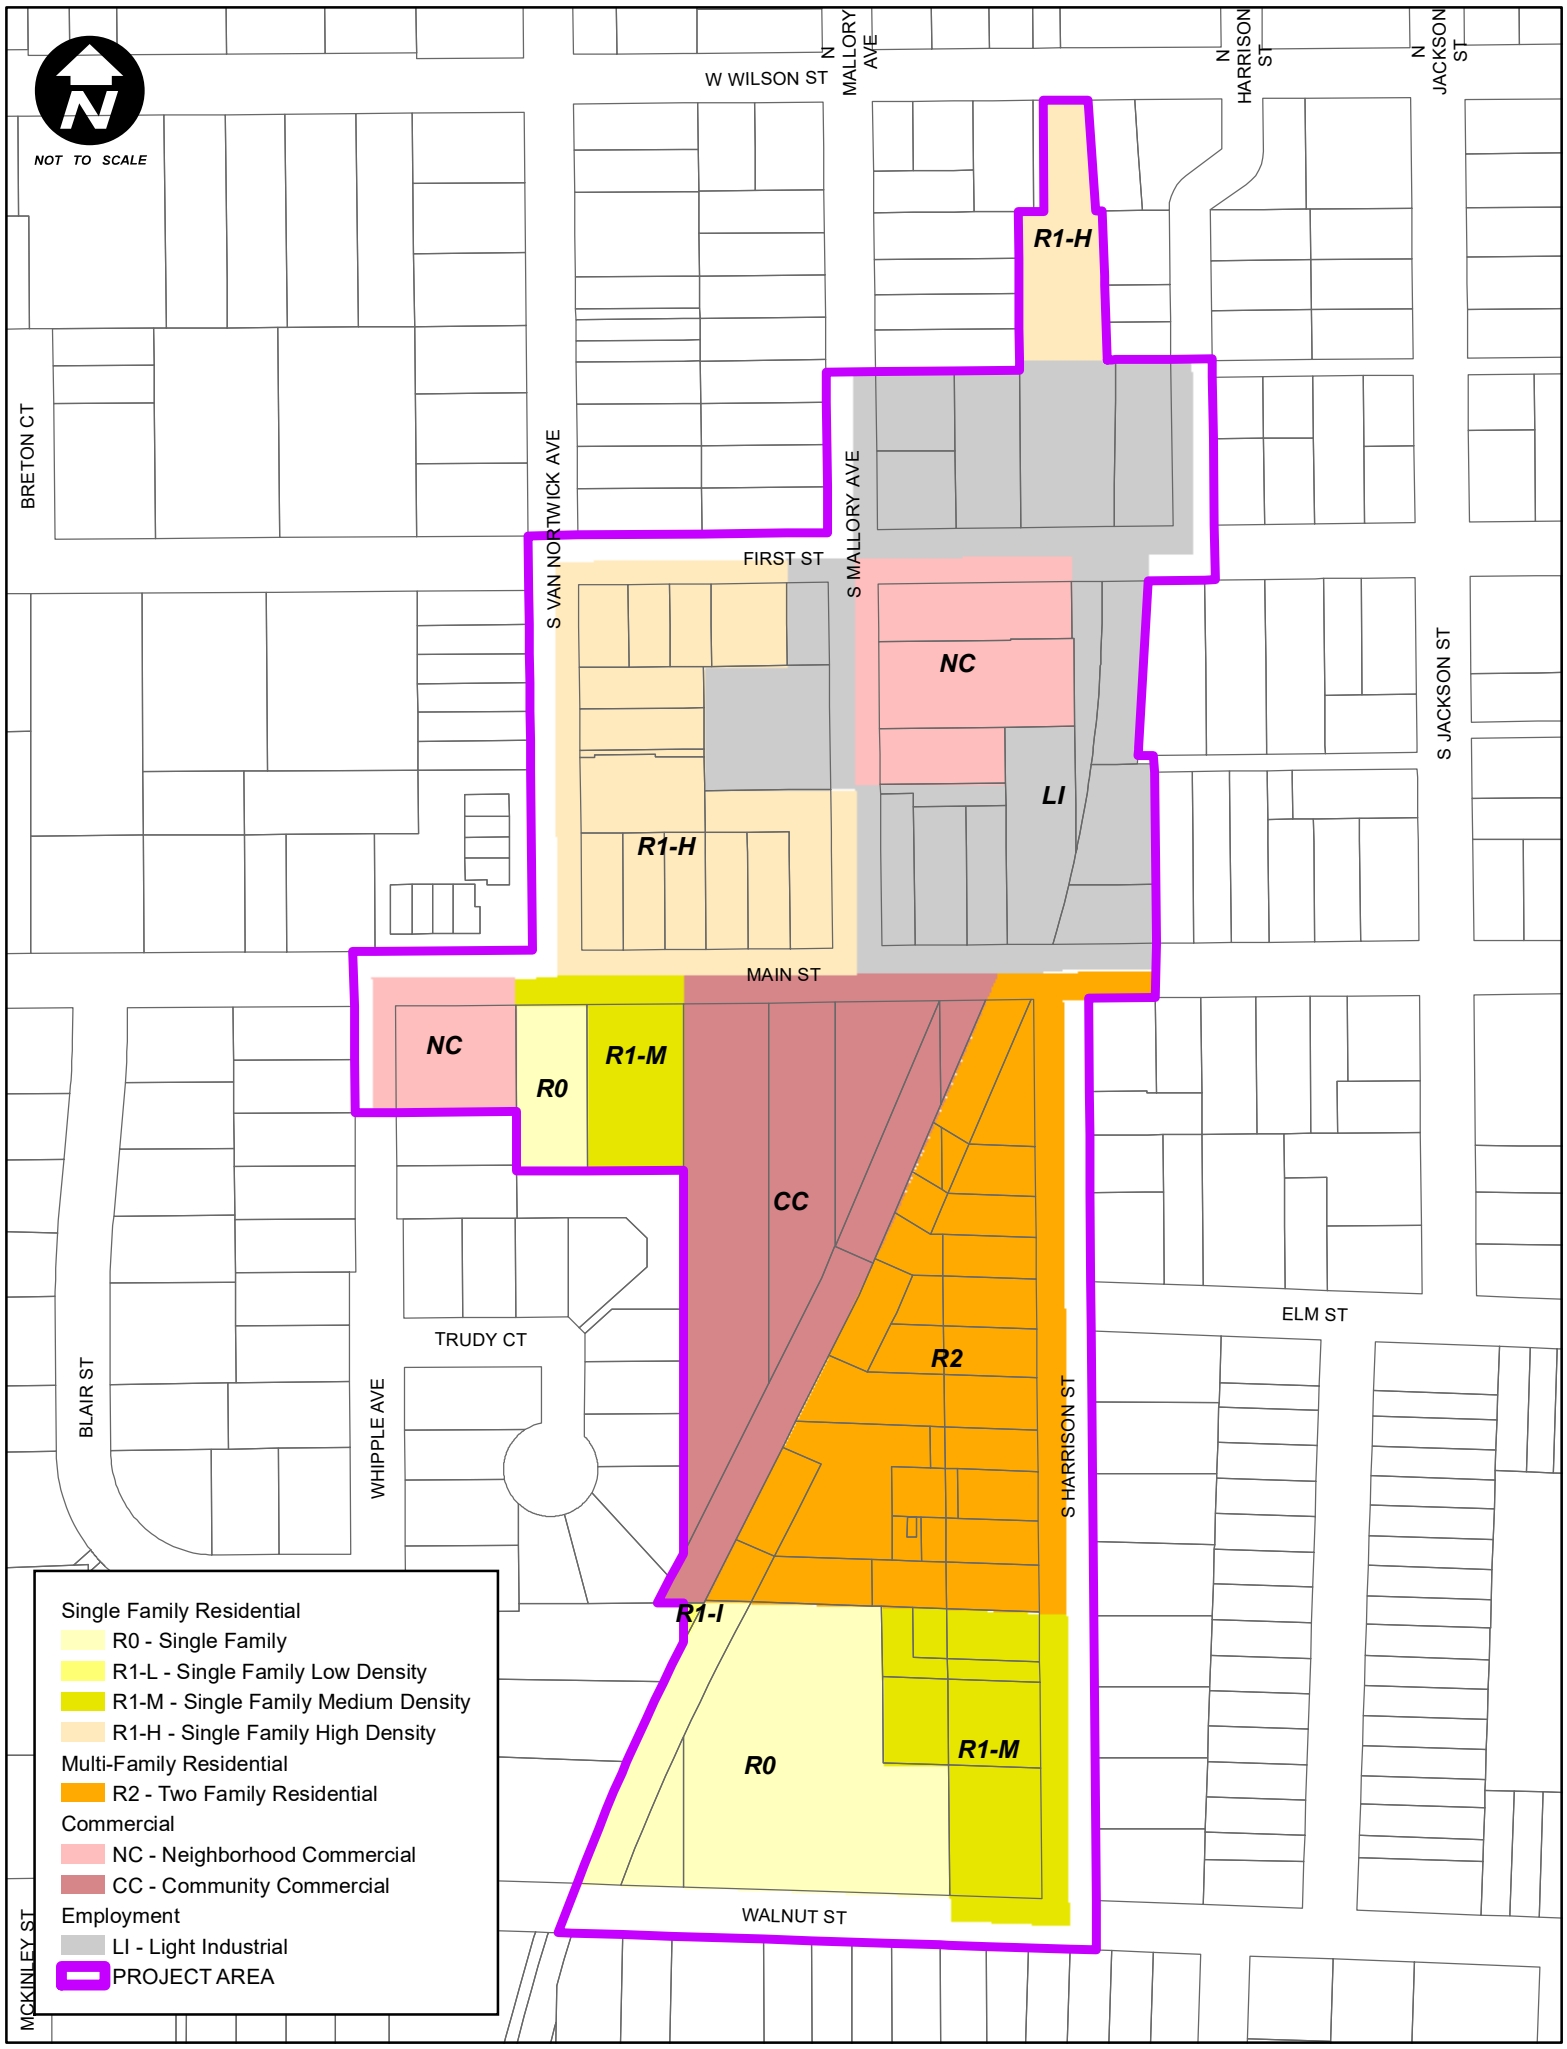 N
MALLORY
AVE
N
HARRISON
ST
N
JACKSON
ST
W WILSON ST
N
NOT TO SCALE
R1-H
BRETON CT
S VAN NORTWICK AVE
S MALLORY AVE
FIRST ST
NC
S JACKSON ST
LI
R1-H
MAIN ST
NC
R0
R1-M
CC
ELM ST
TRUDY CT
R2
BLAIR ST
WHIPPLE AVE
S HARRISON ST
R1-I
R0
R1-M
WALNUT ST
MCKINLEY ST
Single Family Residential
R0 - Single Family
R1-L - Single Family Low Density
R1-M - Single Family Medium Density
R1-H - Single Family High Density
Multi-Family Residential
R2 - Two Family Residential
Commercial
NC - Neighborhood Commercial
CC - Community Commercial
Employment
LI - Light Industrial
PROJECT AREA